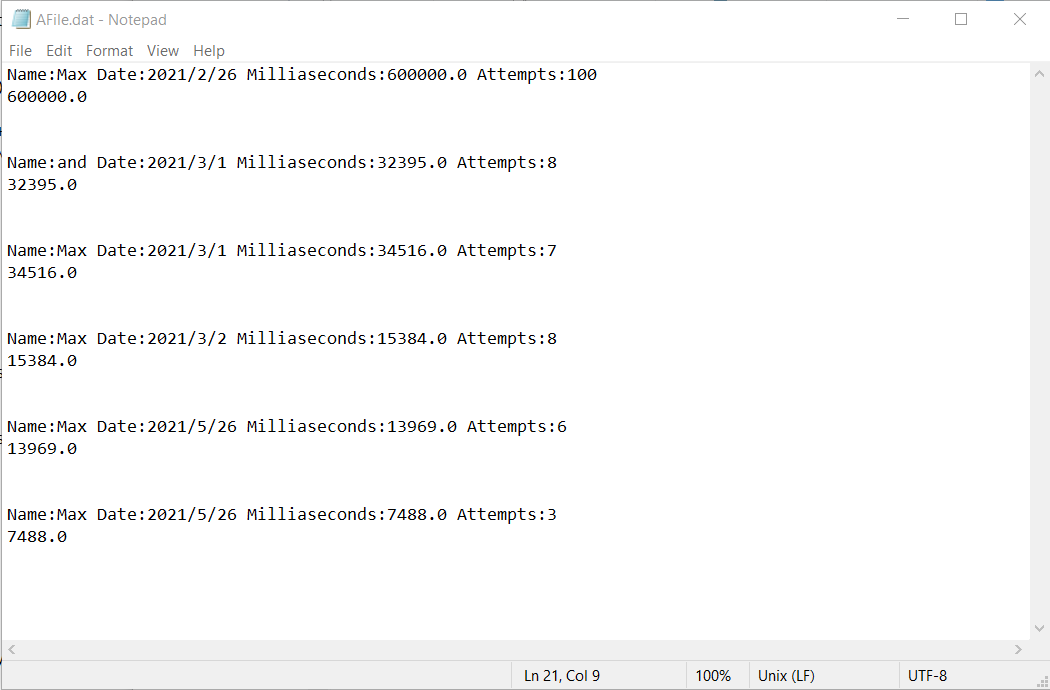 AFile.dat - Notepad
File Edit Format View Help
Name:Max Date:2021/2/26 Milliaseconds:600000.0 Attempts:100
600000.0
Name:and Date:2021/3/1 Milliaseconds:32395.0 Attempts:8
32395.0
Name:Max Date:2021/3/1 Milliaseconds:34516.0 Attempts:7
34516.0
Name:Max Date:2021/3/2 Milliaseconds:15384.0 Attempts:8
15384.0
Name:Max Date:2021/5/26 Milliaseconds:13969.0 Attempts:6
13969.0
Name:Max Date:2021/5/26 Milliaseconds:7488.0 Attempts:3
7488.0
Ln 21, Col 9 100% Unix (LF) UTF-8